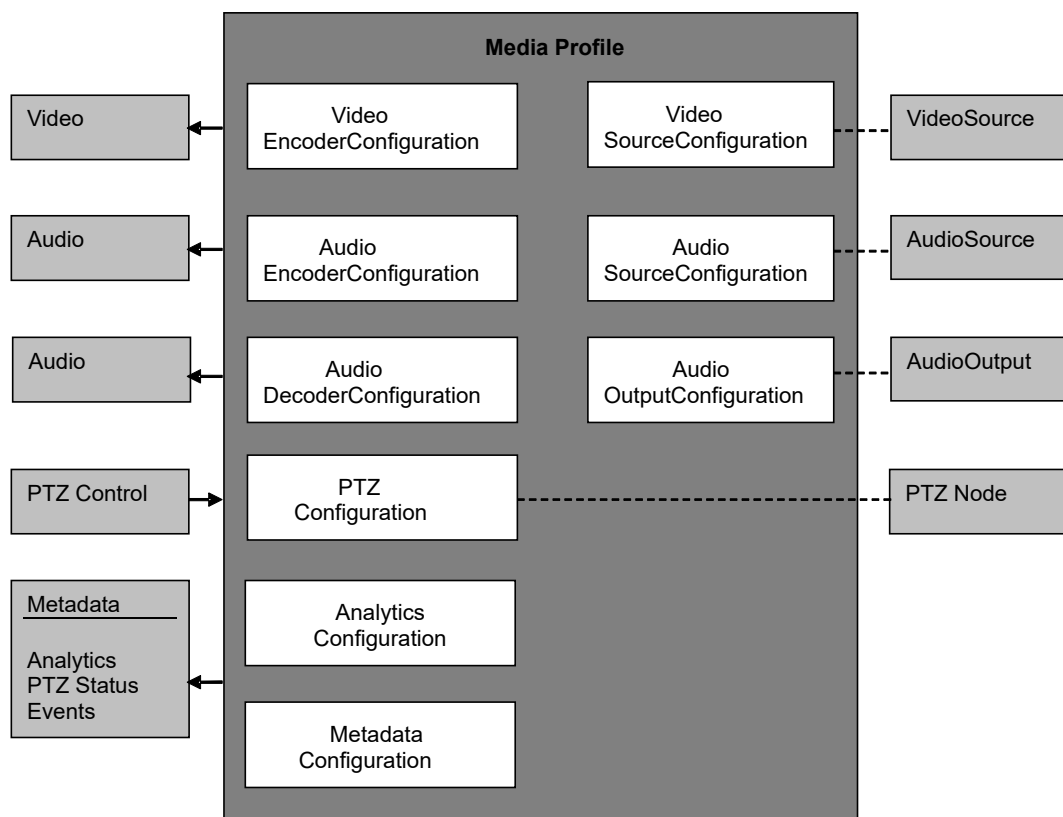 Media Profile
Video
Video
EncoderConfiguration
Video
SourceConfiguration
VideoSource
Audio
Audio
EncoderConfiguration
Audio
SourceConfiguration
AudioSource
Audio
Audio
DecoderConfiguration
Audio
OutputConfiguration
AudioOutput
PTZ Control
PTZ
Configuration
PTZ Node
Metadata
Analytics
PTZ Status
Events
Analytics
Configuration
Metadata
Configuration